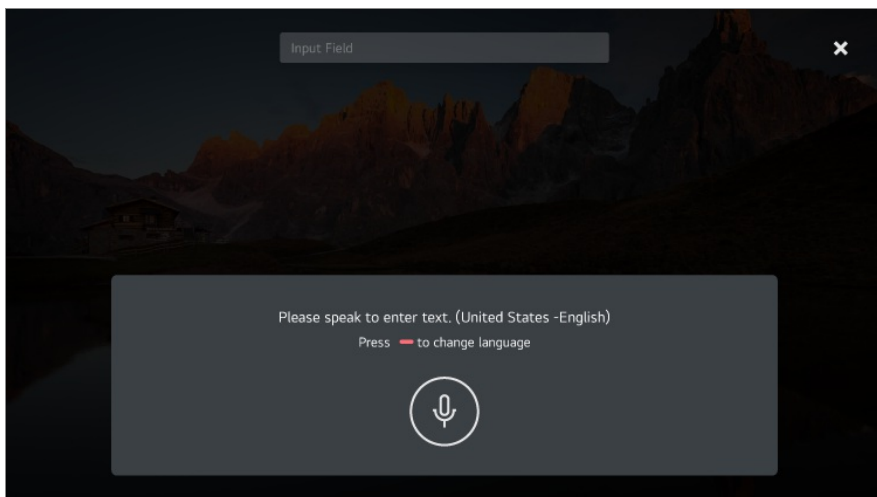 Input Field
Please speak to enter text. (United States -English)
Press to change language